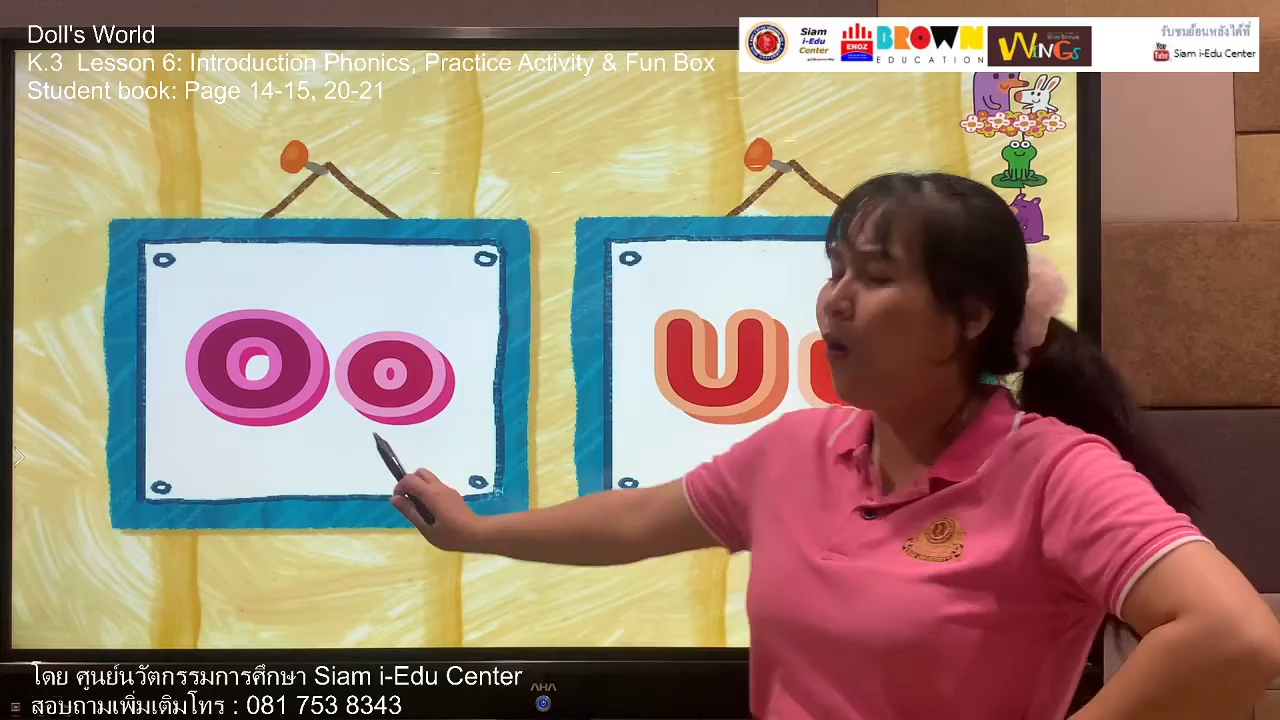 Doll's World
K.3 Lesson 6: Introduction Phonics, Practice Activity & Fun Box
Student book: Page 14-15, 20-21
Siam
i-Edu
Center
ENOZ
BROWN
EDUCATION
WiNGS
รับชมย้อนหลังได้ที่
You Tube Siam i-Edu Center
Oo
U
โดย ศูนย์นวัตกรรมการศึกษา Siam i-Edu Center
สอบถามเพิ่มเติมโทร : 081 753 8343
AHA